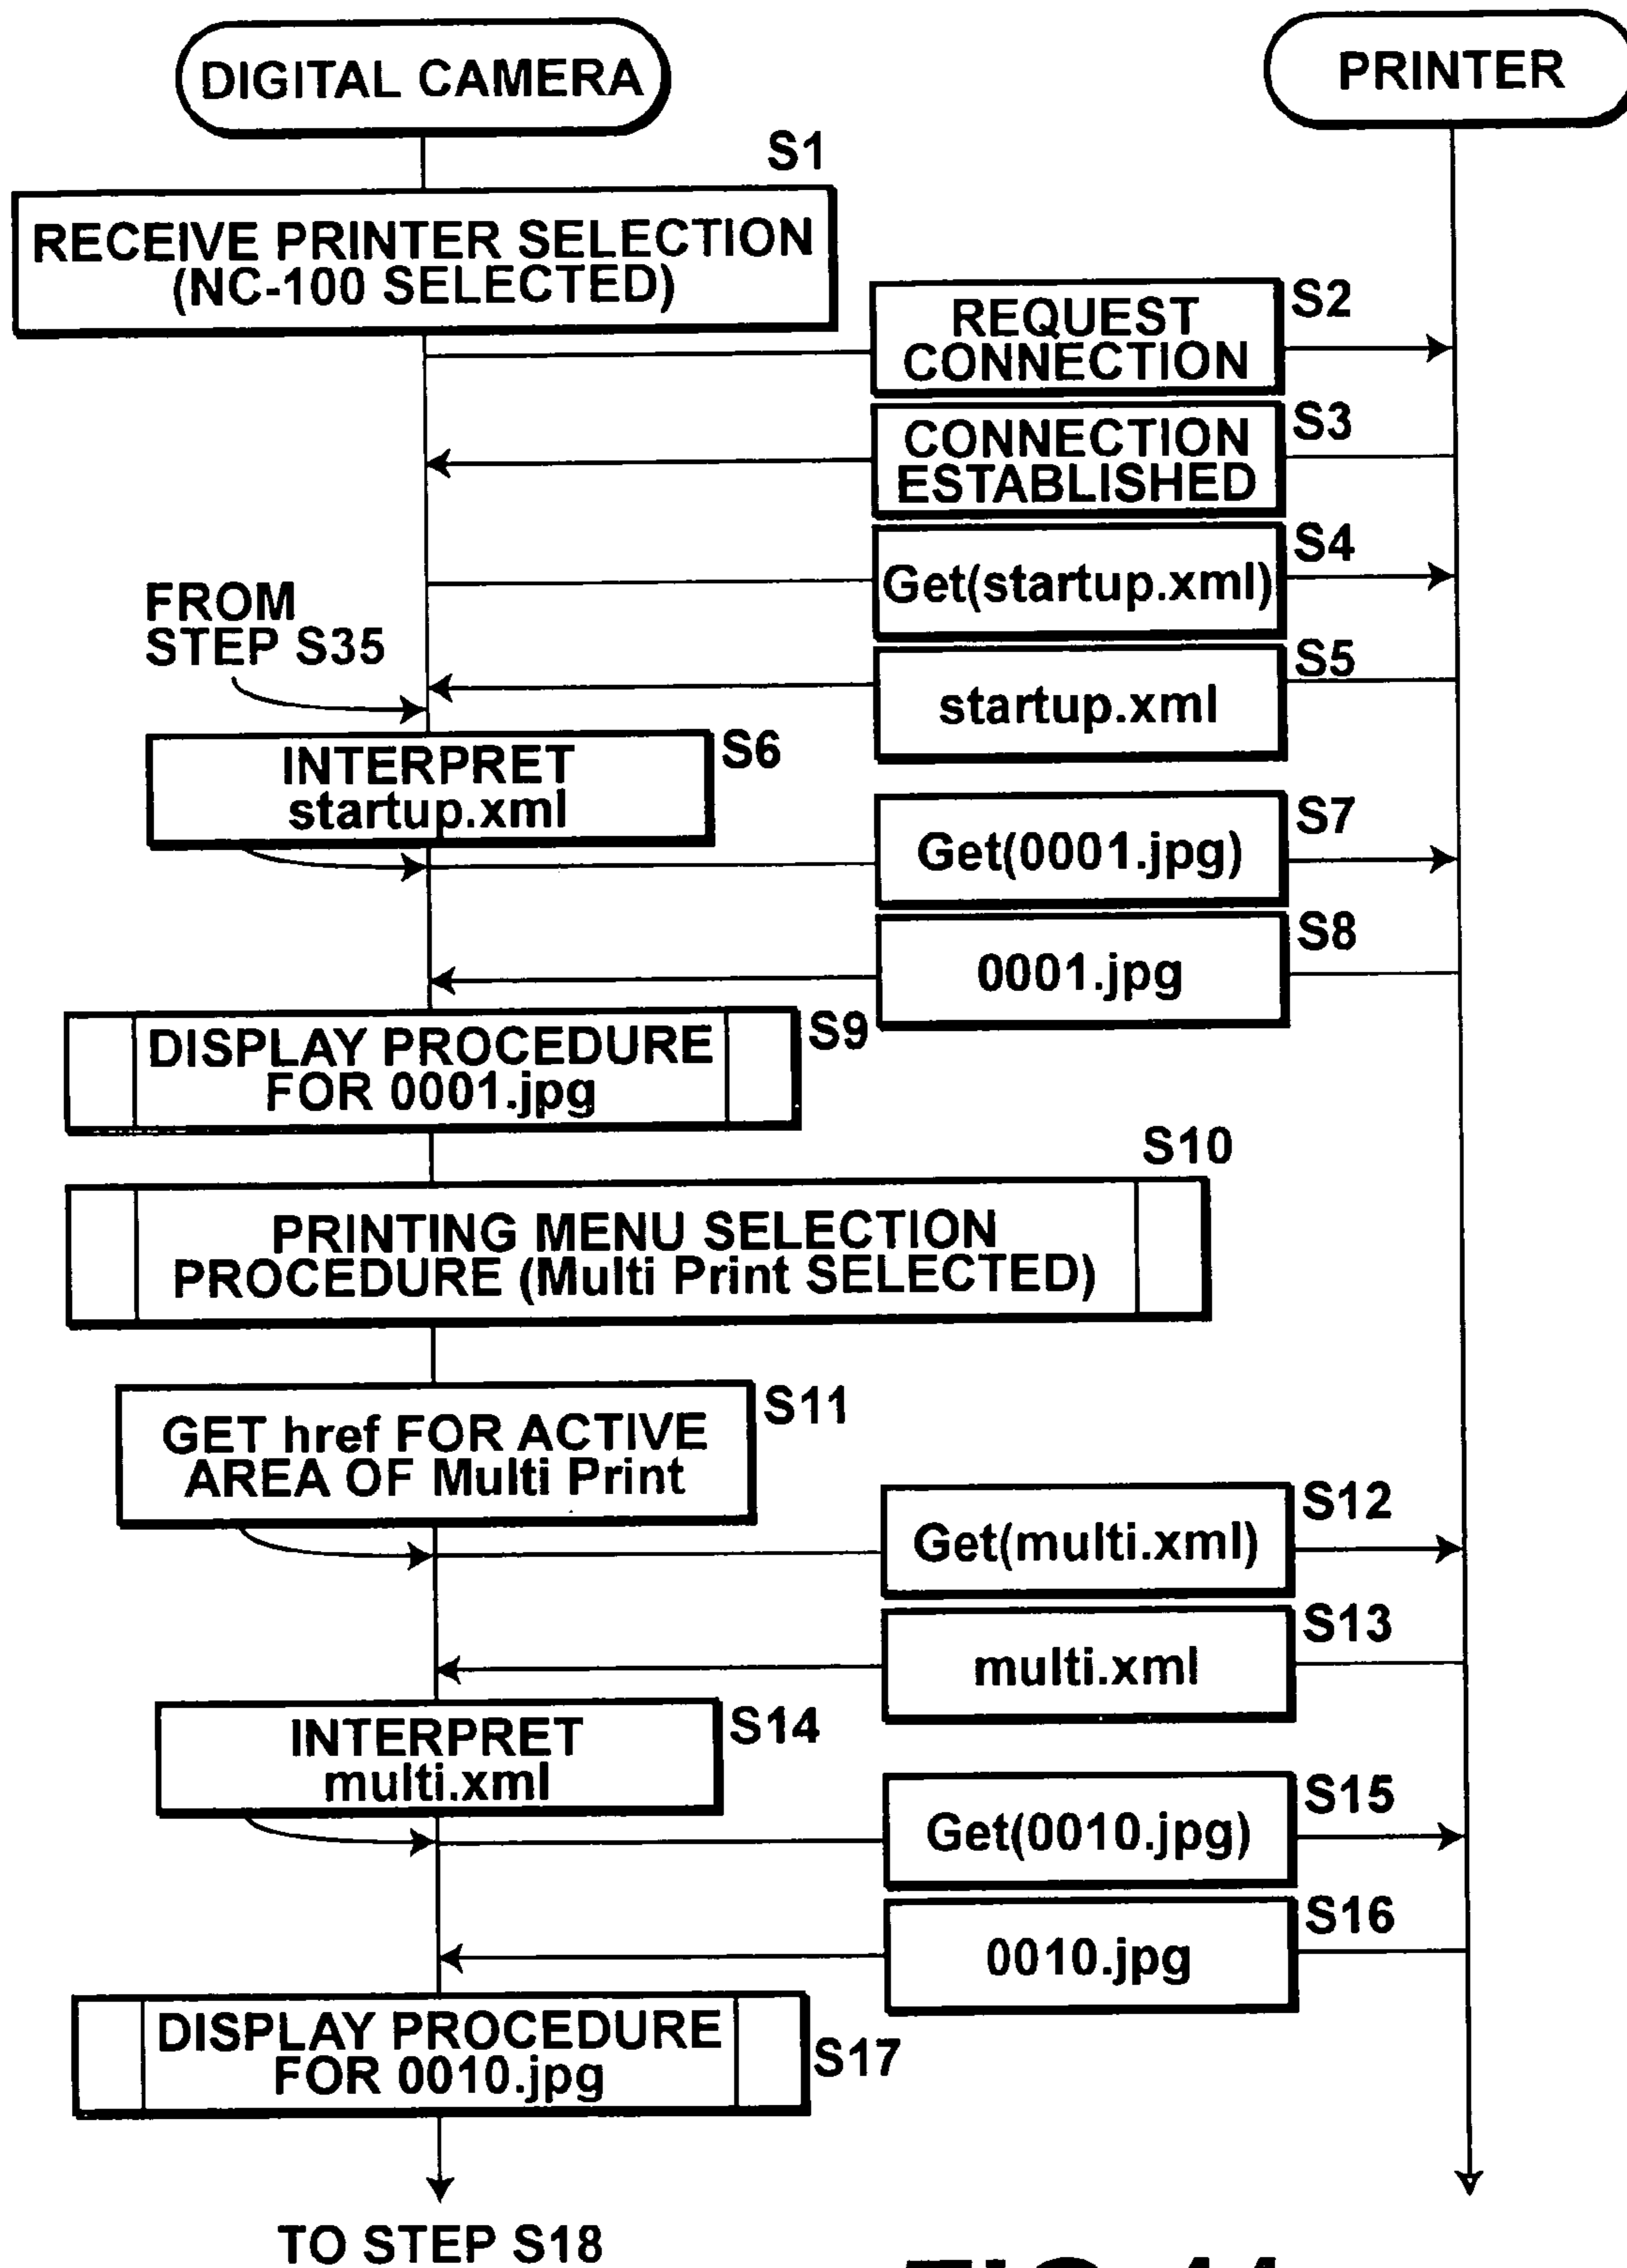 DIGITAL CAMERA
PRINTER
S1
RECEIVE PRINTER SELECTION
(NC-100 SELECTED)
S2
REQUEST
CONNECTION
S3
CONNECTION
ESTABLISHED
S4
Get(startup.xml)
FROM
STEP S35
S5
startup.xml
S6
INTERPRET
startup.xml
S7
Get(0001.jpg)
S8
0001.jpg
S9
DISPLAY PROCEDURE
FOR 0001.jpg
S10
PRINTING MENU SELECTION
PROCEDURE (Multi Print SELECTED)
S11
GET href FOR ACTIVE
AREA OF Multi Print
S12
Get(multi.xml)
S13
multi.xml
S14
INTERPRET
multi.xml
S15
Get(0010.jpg)
S16
0010.jpg
S17
DISPLAY PROCEDURE
FOR 0010.jpg
TO STEP S18